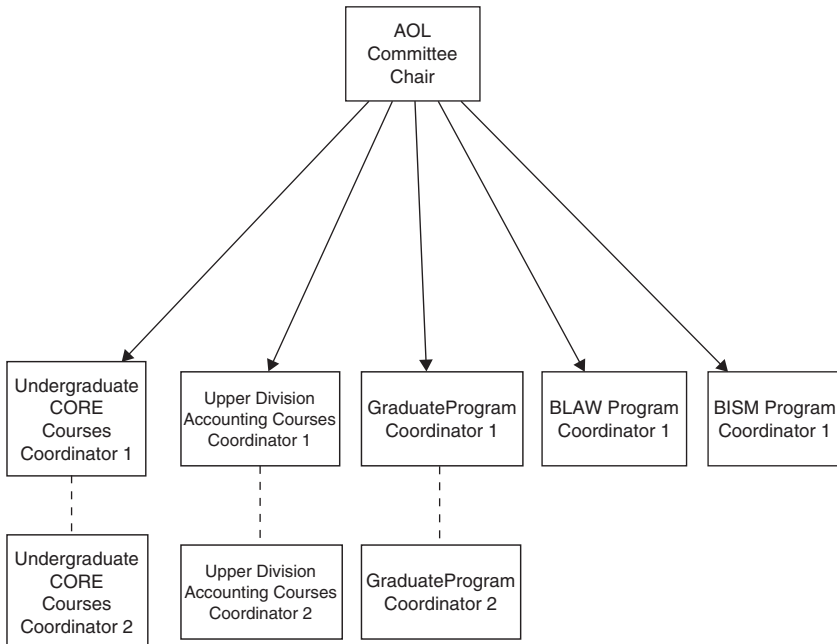 AOL
Committee
Chair
Undergraduate
CORE
Courses
Coordinator 1
Upper Division
Accounting Courses
Coordinator 1
GraduateProgram
Coordinator 1
BLAW Program
Coordinator 1
BISM Program
Coordinator 1
Undergraduate
CORE
Courses
Coordinator 2
Upper Division
Accounting Courses
Coordinator 2
GraduateProgram
Coordinator 2